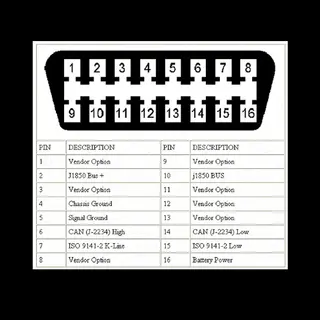 1 2 3 4 5 6 7 8
9 10 11 12 13 14 15 16
PIN DESCRIPTION PIN DESCRIPTION
1 Vendor Option 9 Vendor Option
2 J1850 Bus + 10 j1850 BUS
3 Vendor Option 11 Vendor Option
4 Chassis Ground 12 Vendor Option
5 Signal Ground 13 Vendor Option
6 CAN (J-2234) High 14 CAN (J-2234) Low
7 ISO 9141-2 K-Line 15 ISO 9141-2 Low
8 Vendor Option 16 Battery Power